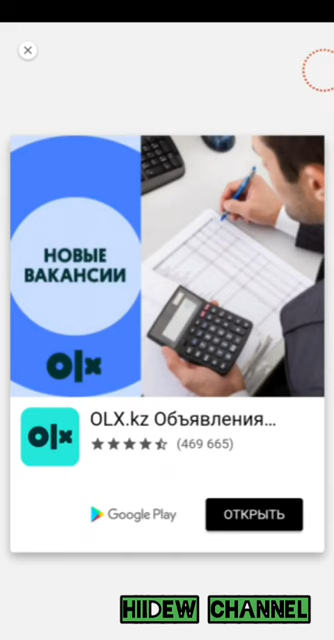 НОВЫЕ
ВАКАНСИИ
olx
olx
OLX.kz Объявления...
(469 665)
Google Play
ОТКРЫТЬ
HIIDEW CHANNEL